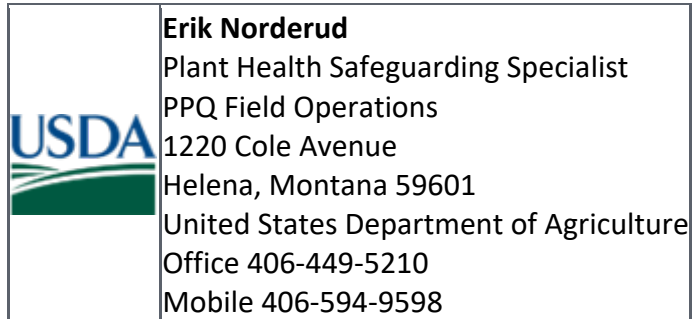 USDA
Erik Norderud
Plant Health Safeguarding Specialist
PPQ Field Operations
1220 Cole Avenue
Helena, Montana 59601
United States Department of Agriculture
Office 406-449-5210
Mobile 406-594-9598